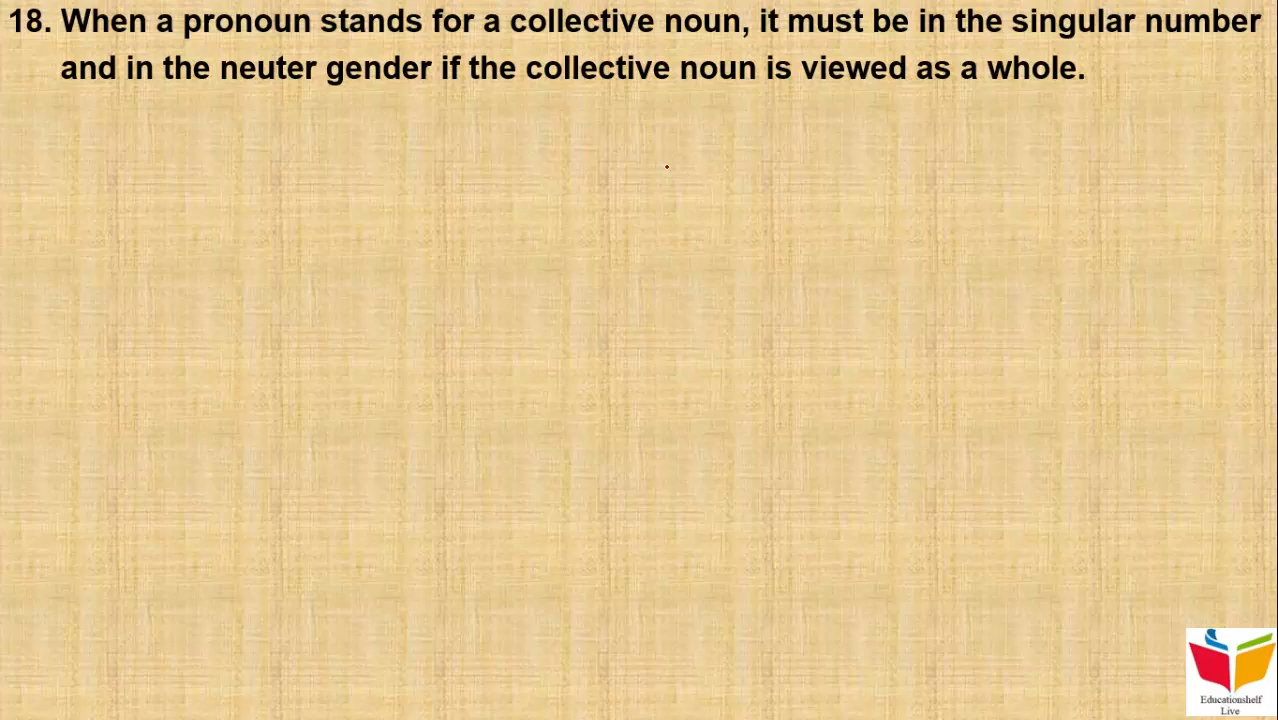 18. When a pronoun stands for a collective noun, it must be in the singular number
and in the neuter gender if the collective noun is viewed as a whole.
Educationshelf
Live